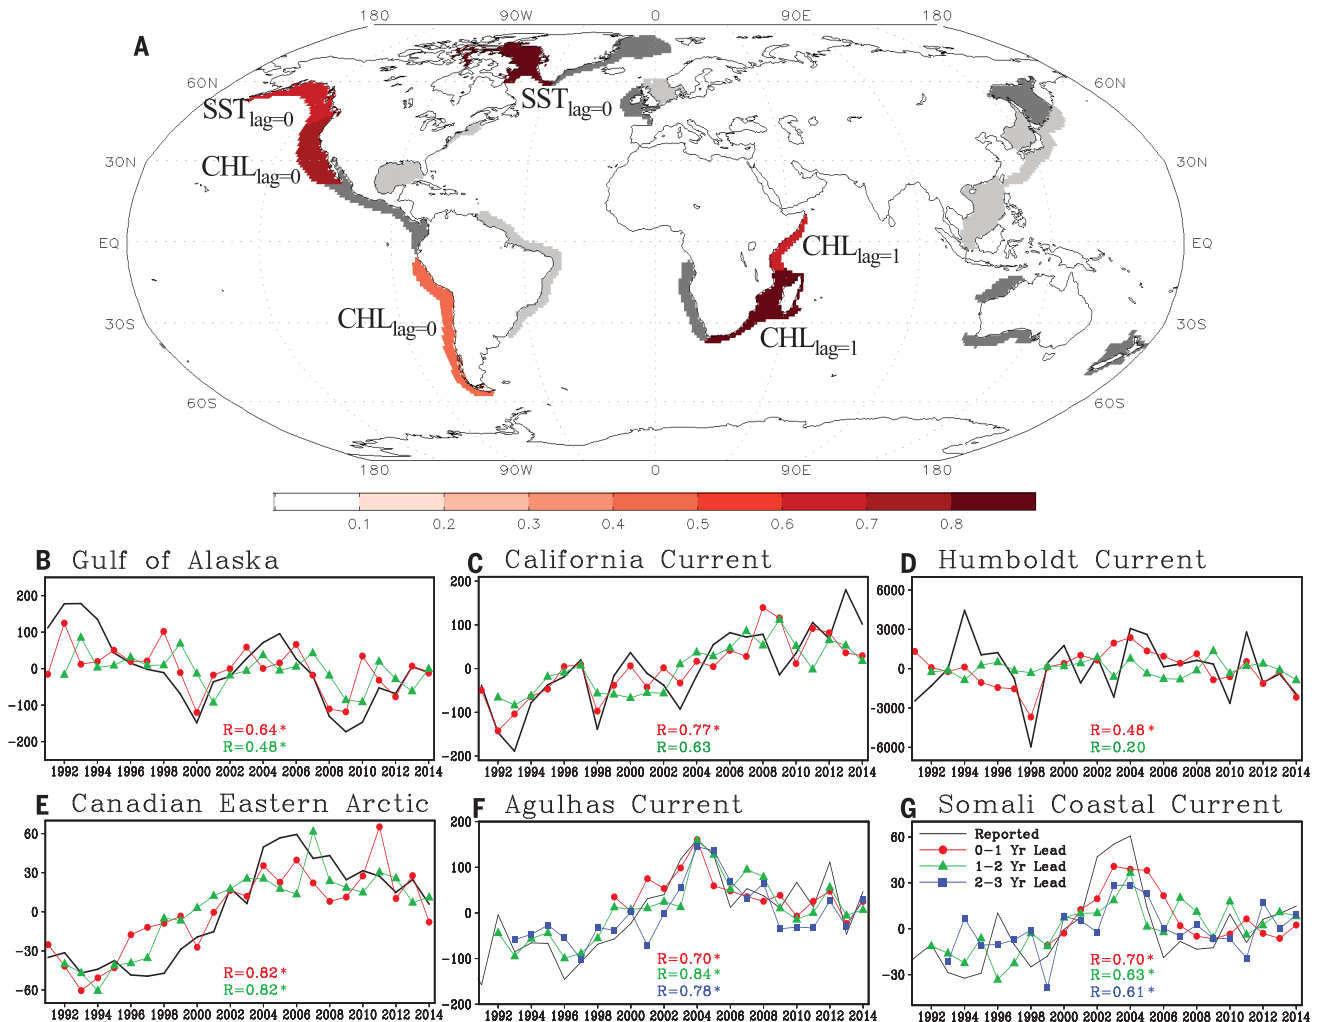 180 90W 0 90E 180
A
60N 60N
SST lag=0
SST lag=0
30N 30N
CHL lag=0
EQ EQ
CHL lag=1
30S 30S
CHL lag=0
CHL lag=1
60S 60S
180 90W 0 90E 180
0.1 0.2 0.3 0.4 0.5 0.6 0.7 0.8
B Gulf of Alaska
200
100
0
-100
-200
R=0.64*
R=0.48*
1992 1994 1996 1998 2000 2002 2004 2006 2008 2010 2012 2014
C California Current
200
100
0
-100
-200
R=0.77*
R=0.63
1992 1994 1996 1998 2000 2002 2004 2006 2008 2010 2012 2014
D Humboldt Current
6000
3000
0
-3000
-6000
R=0.48*
R=0.20
1992 1994 1996 1998 2000 2002 2004 2006 2008 2010 2012 2014
E Canadian Eastern Arctic
60
30
0
-30
-60
R=0.82*
R=0.82*
1992 1994 1996 1998 2000 2002 2004 2006 2008 2010 2012 2014
F Agulhas Current
200
100
0
-100
-200
R=0.70*
R=0.84*
R=0.78*
1992 1994 1996 1998 2000 2002 2004 2006 2008 2010 2012 2014
G Somali Coastal Current
60
30
0
-30
Reported
0-1 Yr Lead
1-2 Yr Lead
2-3 Yr Lead
R=0.70*
R=0.63*
R=0.61*
1992 1994 1996 1998 2000 2002 2004 2006 2008 2010 2012 2014